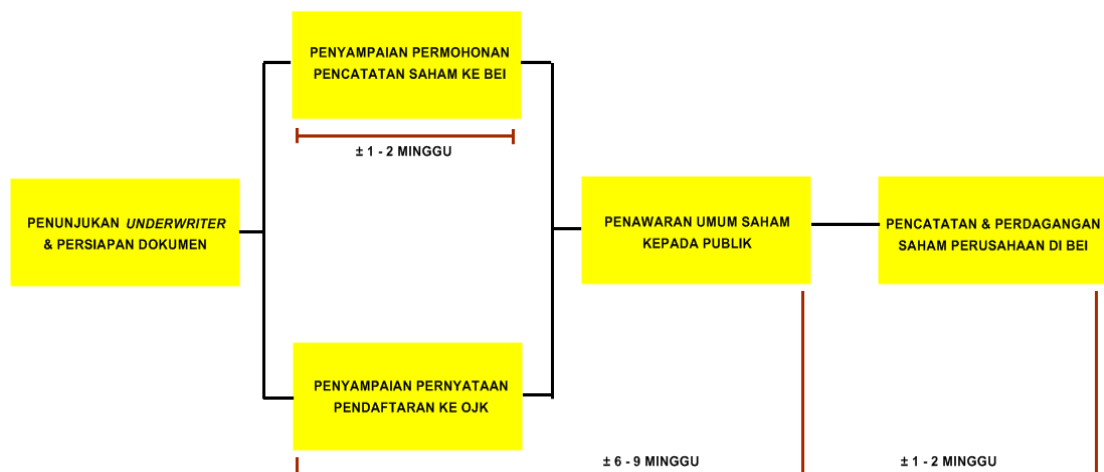 PENYAMPAIAN PERMOHONAN
PENCATATAN SAHAM KE BEI
± 1 - 2 MINGGU
PENUNJUKAN UNDERWRITER
& PERSIAPAN DOKUMEN
PENAWARAN UMUM SAHAM
KEPADA PUBLIK
PENCATATAN & PERDAGANGAN
SAHAM PERUSAHAAN DI BEI
PENYAMPAIAN PERNYATAAN
PENDAFTARAN KE OJK
± 6 - 9 MINGGU
± 1 - 2 MINGGU